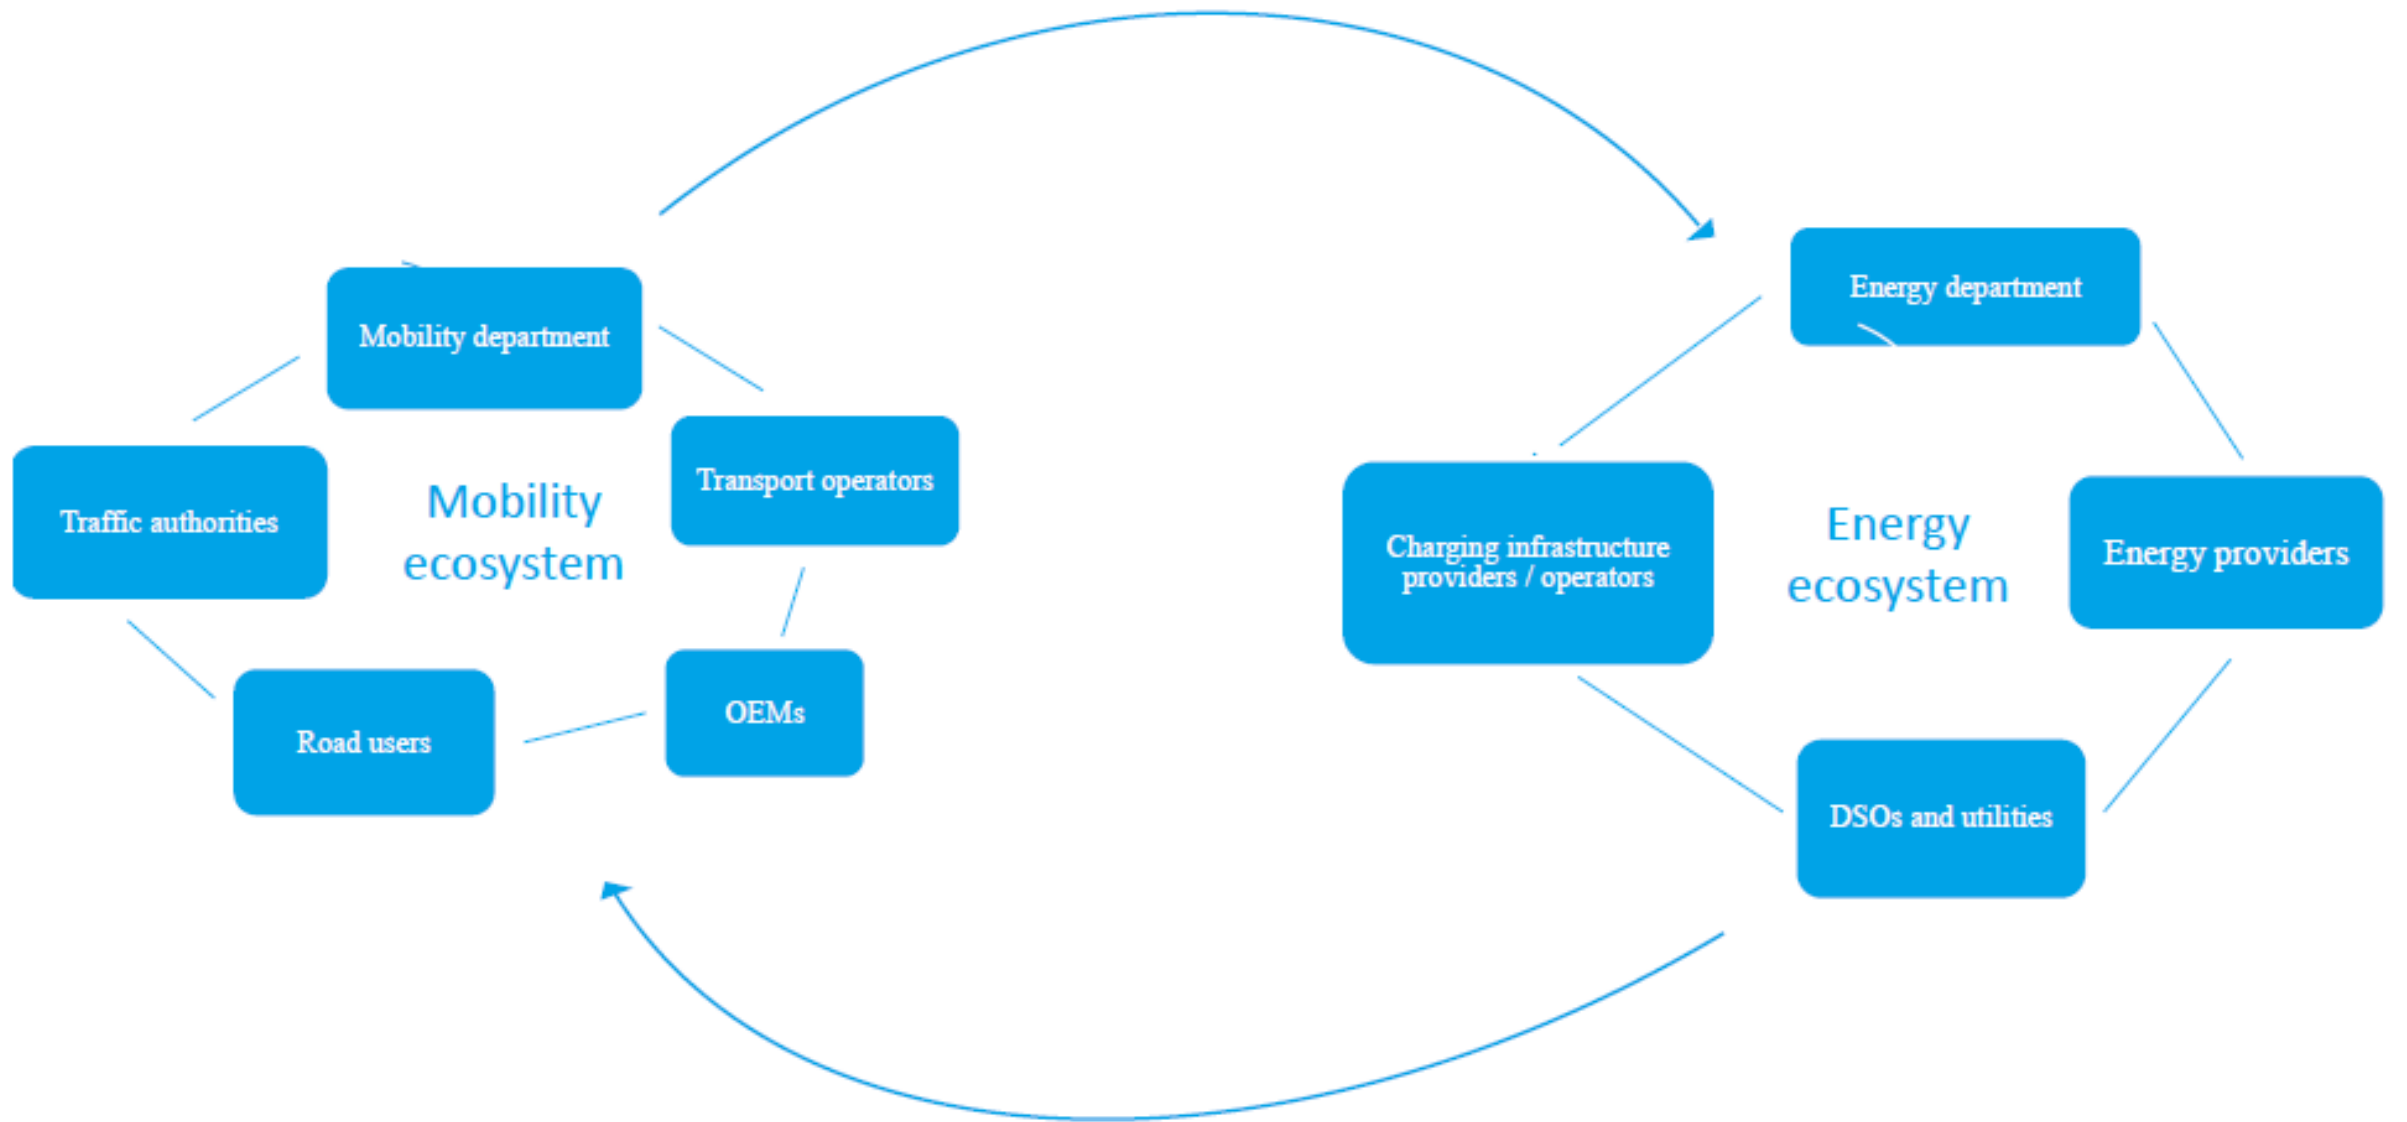 Mobility department
Transport operators
OEMs
Road users
Traffic authorities
Mobility
ecosystem
Energy department
Energy providers
DSOs and utilities
Charging infrastructure
providers / operators
Energy
ecosystem